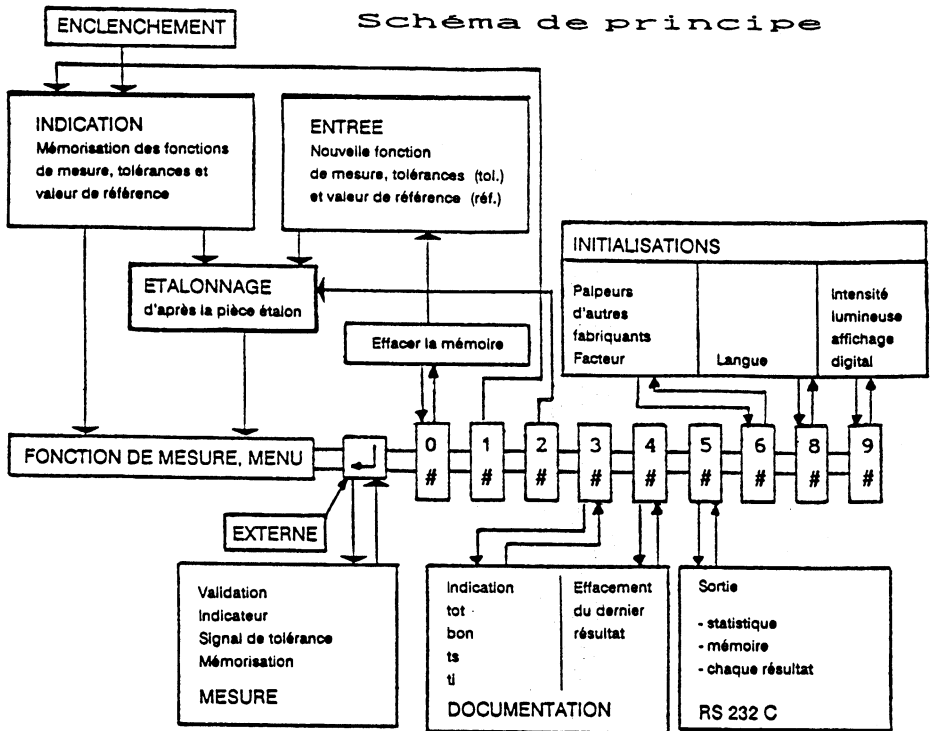 Schéma de principe
ENCLENCHEMENT
INDICATION
Mémorisation des fonctions
de mesure, tolérances et
valeur de référence
ENTREE
Nouvelle fonction
de mesure, tolérances (tol.)
et valeur de référence (réf.)
ETALONNAGE
d'après la pièce étalon
Effacer la mémoire
INITIALISATIONS
Palpeurs
d'autres
fabriquants
Facteur
Langue
Intensité
lumineuse
affichage
digital
FONCTION DE MESURE, MENU
0 #
1 #
2 #
3 #
4 #
5 #
6 #
8 #
9 #
EXTERNE
Validation
Indicateur
Signal de tolérance
Mémorisation
MESURE
Indication
tot
bon
ts
ti
Effacement
du dernier
résultat
DOCUMENTATION
Sortie
- statistique
- mémoire
- chaque résultat
RS 232 C